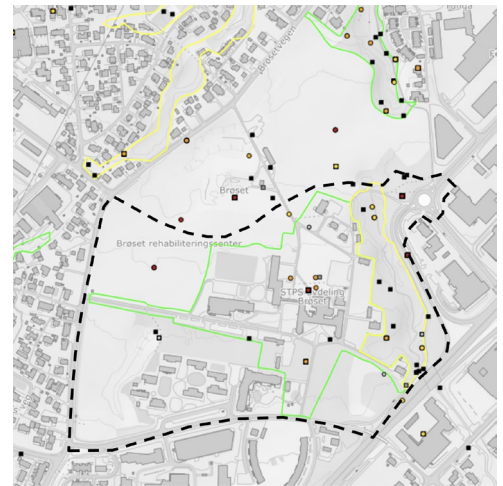 Brøsetvegen
Brøset
Brøset rehabiliteringssenter
STPS avdeling
Brøset